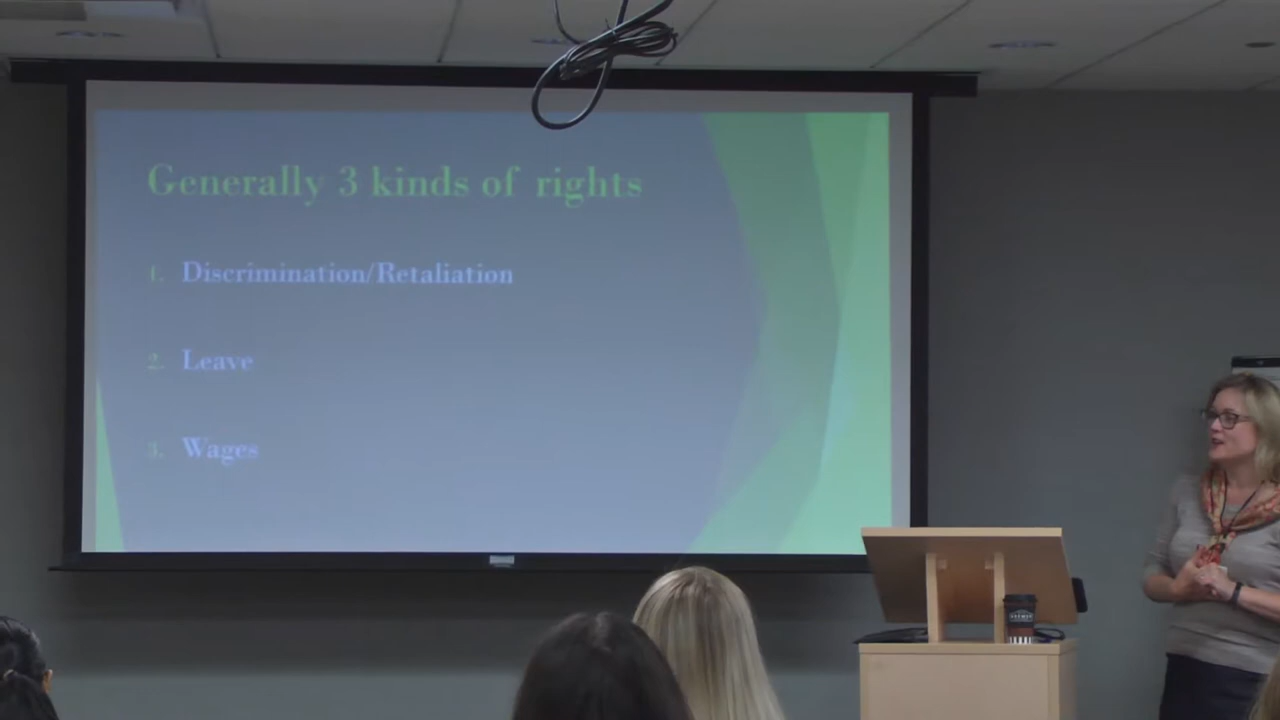 Generally 3 kinds of rights
1. Discrimination/Retaliation
2. Leave
3. Wages